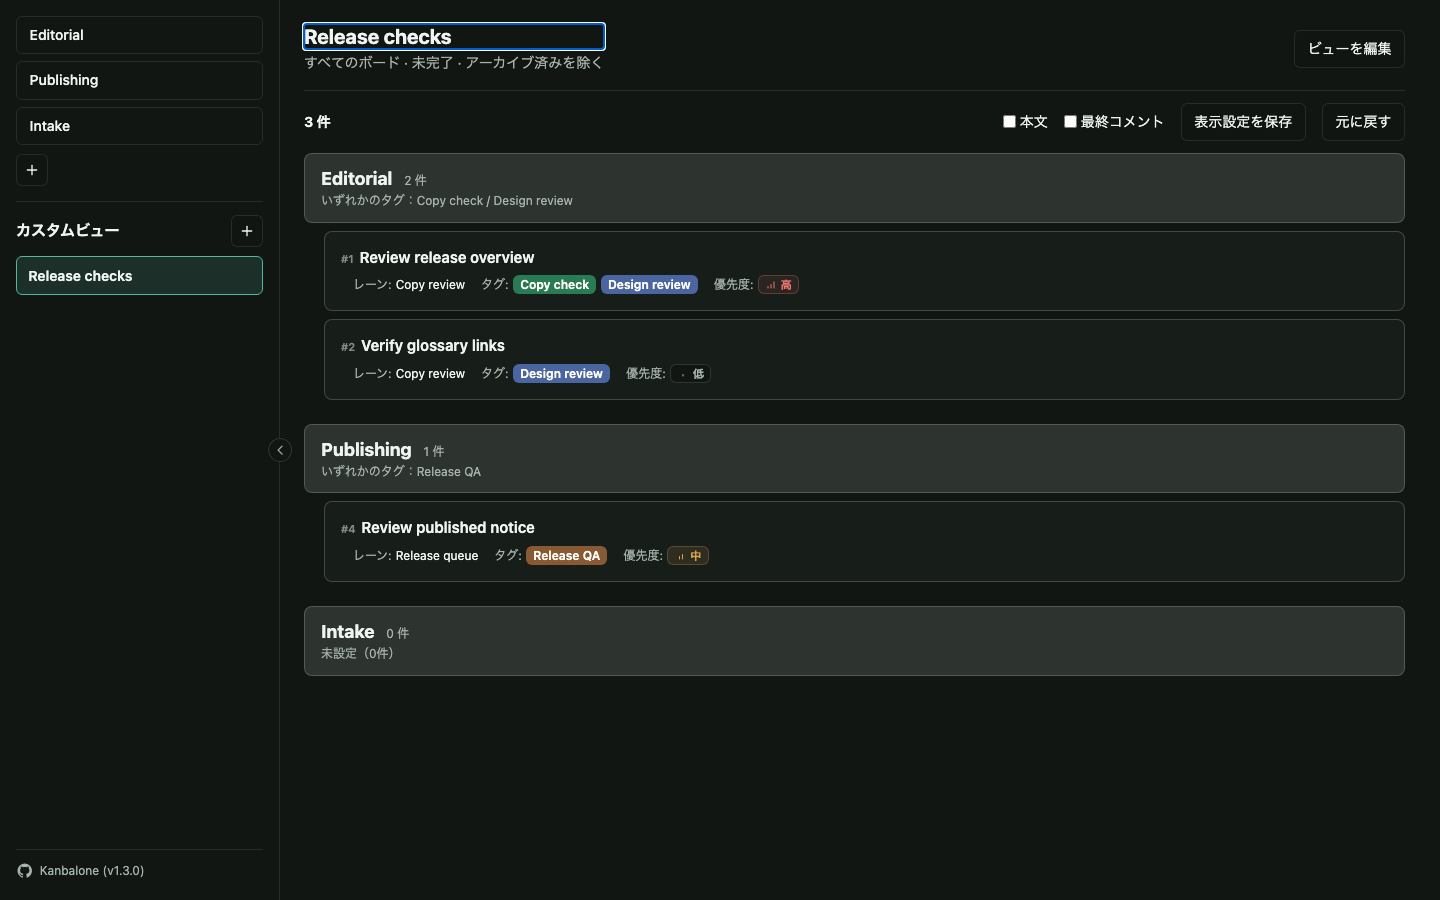 Editorial
Publishing
Intake
+
カスタムビュー +
Release checks
Kanbalone (v1.3.0)
Release checks
すべてのボード · 未完了 · アーカイブ済みを除く
ビューを編集
3 件
本文 最終コメント 表示設定を保存 元に戻す
Editorial 2 件
いずれかのタグ：Copy check / Design review
#1 Review release overview
レーン: Copy review タグ: Copy check Design review 優先度: 高
#2 Verify glossary links
レーン: Copy review タグ: Design review 優先度: 低
Publishing 1 件
いずれかのタグ：Release QA
#4 Review published notice
レーン: Release queue タグ: Release QA 優先度: 中
Intake 0 件
未設定（0件）